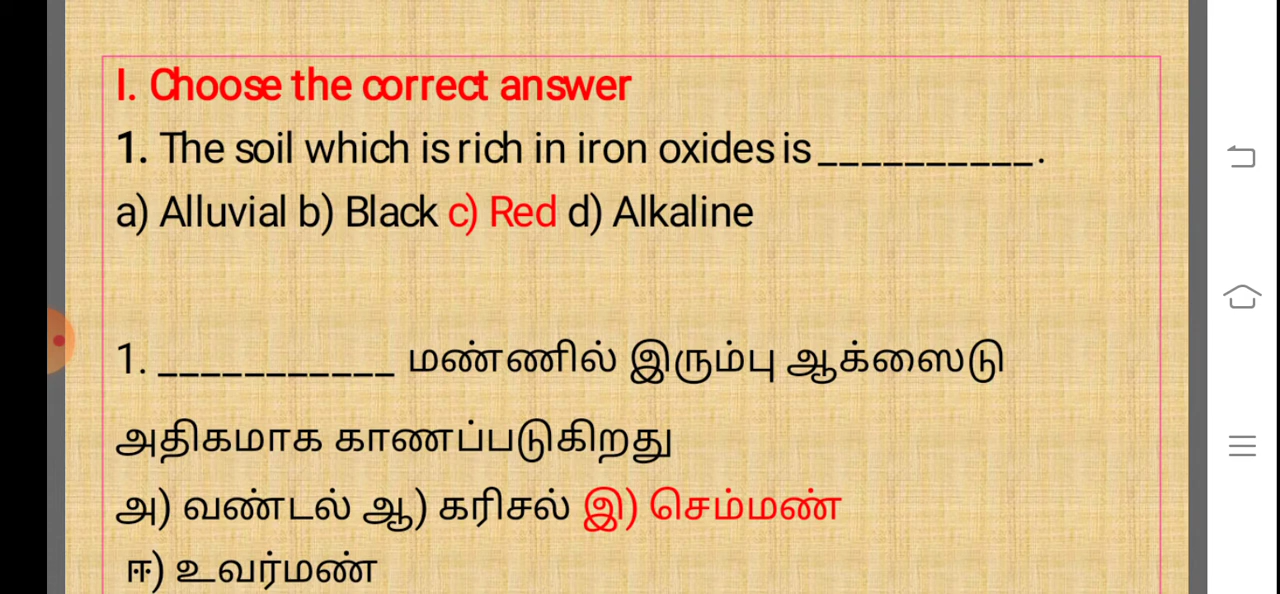 I. Choose the correct answer
1. The soil which is rich in iron oxides is __________.
a) Alluvial b) Black c) Red d) Alkaline
1. ___________ மண்ணில் இரும்பு ஆக்ஸைடு
அதிகமாக காணப்படுகிறது
அ) வண்டல் ஆ) கரிசல் இ) செம்மண்
ஈ) உவர்மண்